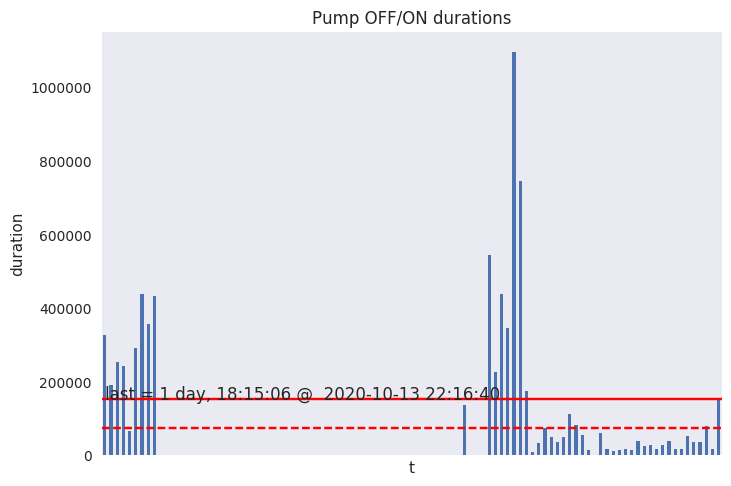 Pump OFF/ON durations
1000000
800000
600000
400000
200000
0
duration
last = 1 day, 18:15:06 @  2020-10-13 22:16:40
t